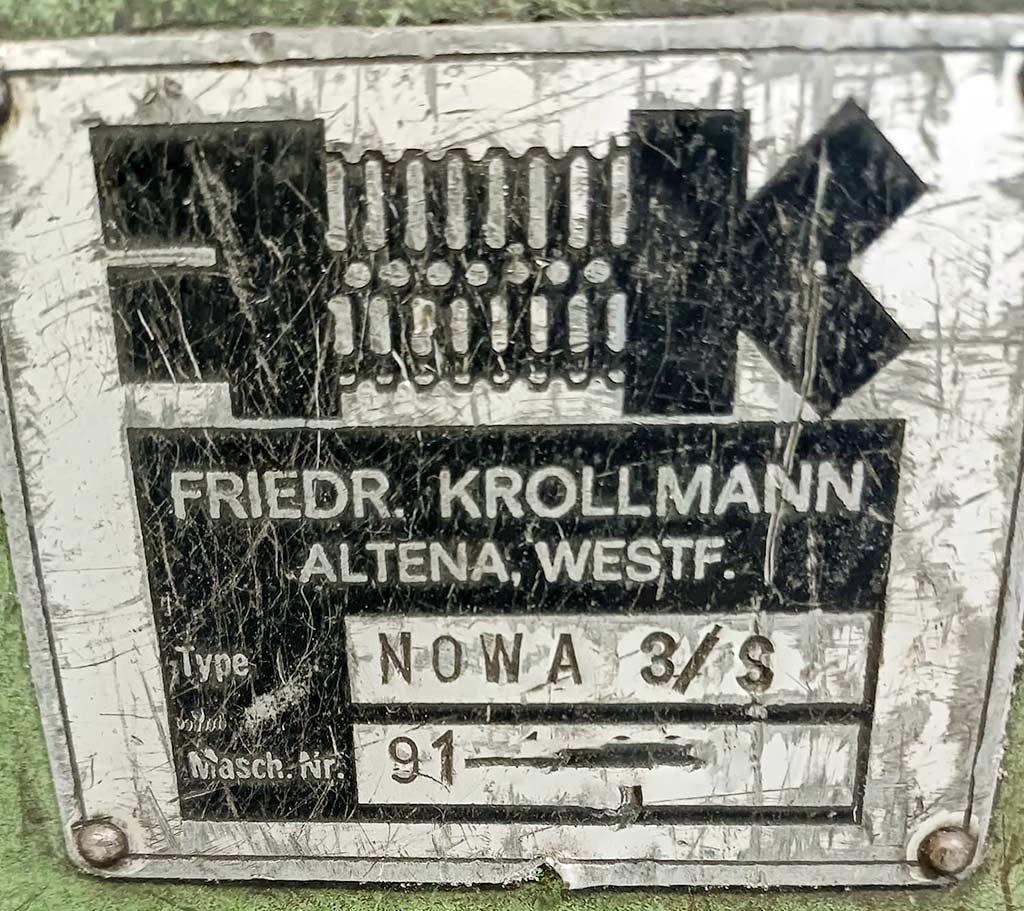 FRIEDR. KROLLMANN
ALTENA, WESTF.
Type NOWA 3/S
Masch. Nr. 91-